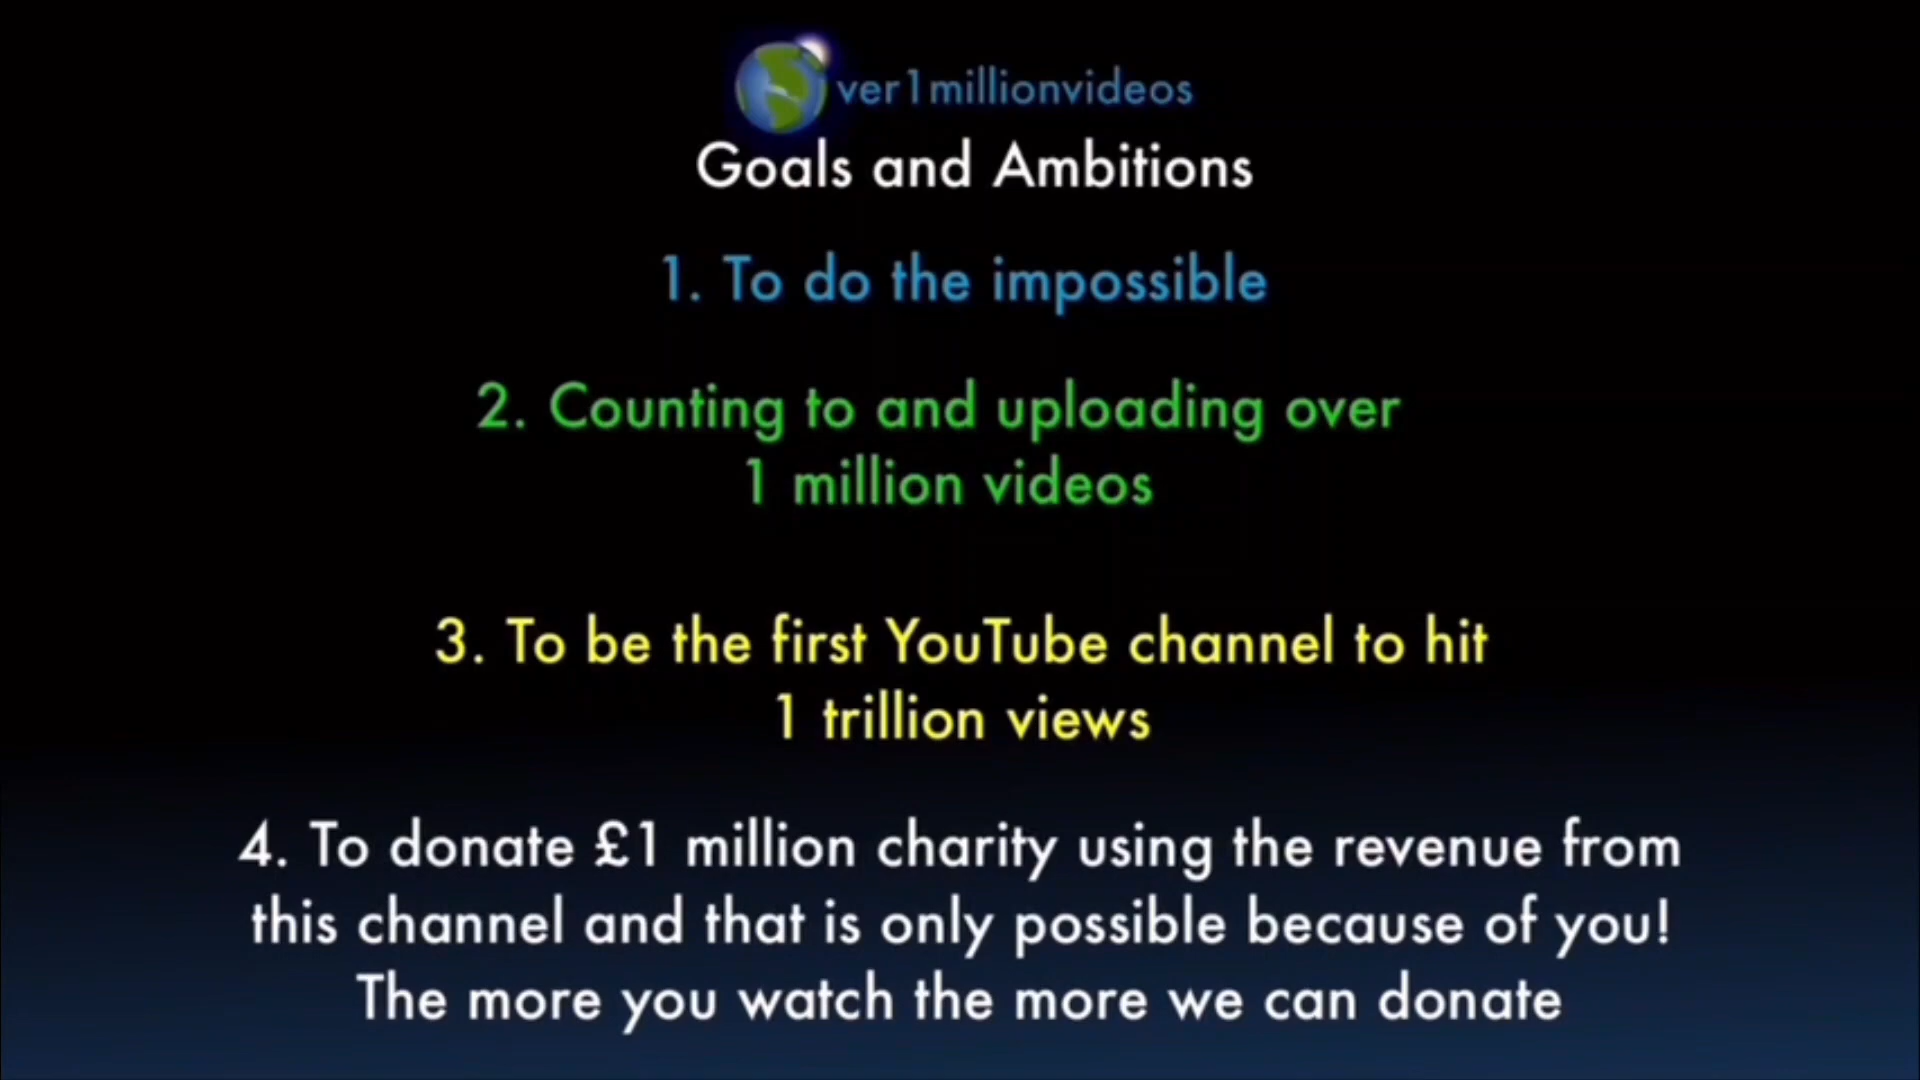 ver1millionvideos
Goals and Ambitions
1. To do the impossible
2. Counting to and uploading over
1 million videos
3. To be the first YouTube channel to hit
1 trillion views
4. To donate £1 million charity using the revenue from
this channel and that is only possible because of you!
The more you watch the more we can donate